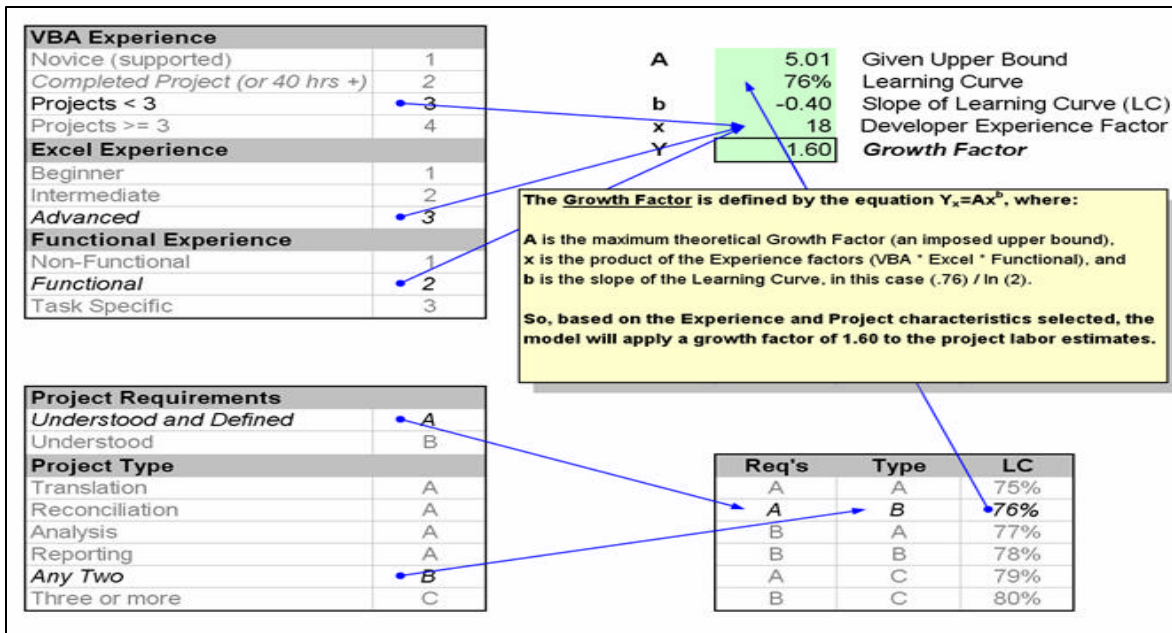 VBA Experience
Novice (supported) 1
Completed Project (or 40 hrs +) 2
Projects < 3 3
Projects >= 3 4
Excel Experience
Beginner 1
Intermediate 2
Advanced 3
Functional Experience
Non-Functional 1
Functional 2
Task Specific 3
A 5.01 Given Upper Bound
76% Learning Curve
b -0.40 Slope of Learning Curve (LC)
x 18 Developer Experience Factor
Y 1.60 Growth Factor
The Growth Factor is defined by the equation Yₓ=Axᵇ, where:
A is the maximum theoretical Growth Factor (an imposed upper bound),
x is the product of the Experience factors (VBA * Excel * Functional), and
b is the slope of the Learning Curve, in this case (.76) / ln (2).
So, based on the Experience and Project characteristics selected, the
model will apply a growth factor of 1.60 to the project labor estimates.
Project Requirements
Understood and Defined A
Understood B
Project Type
Translation A
Reconciliation A
Analysis A
Reporting A
Any Two B
Three or more C
Req's Type LC
A A 75%
A B 76%
B A 77%
B B 78%
A C 79%
B C 80%